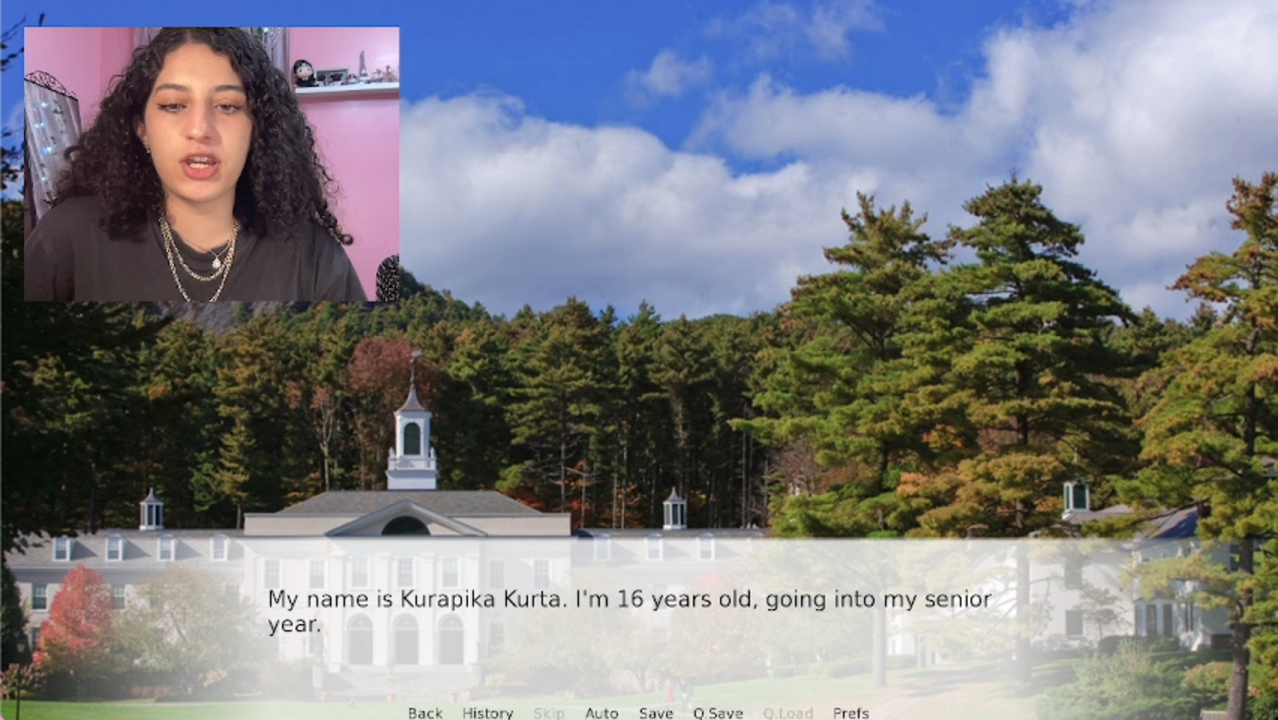 My name is Kurapika Kurta. I'm 16 years old, going into my senior
year.
Back History Skip Auto Save Q.Save Q.Load Prefs